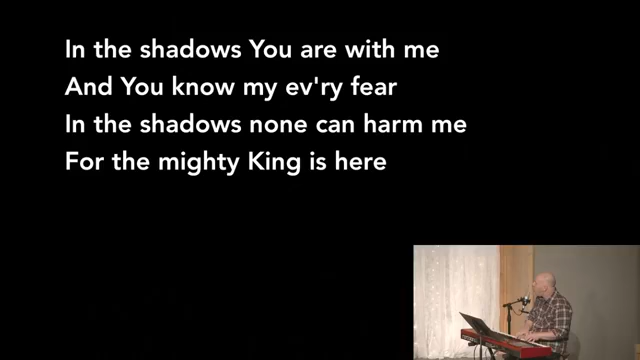 In the shadows You are with me
And You know my ev'ry fear
In the shadows none can harm me
For the mighty King is here